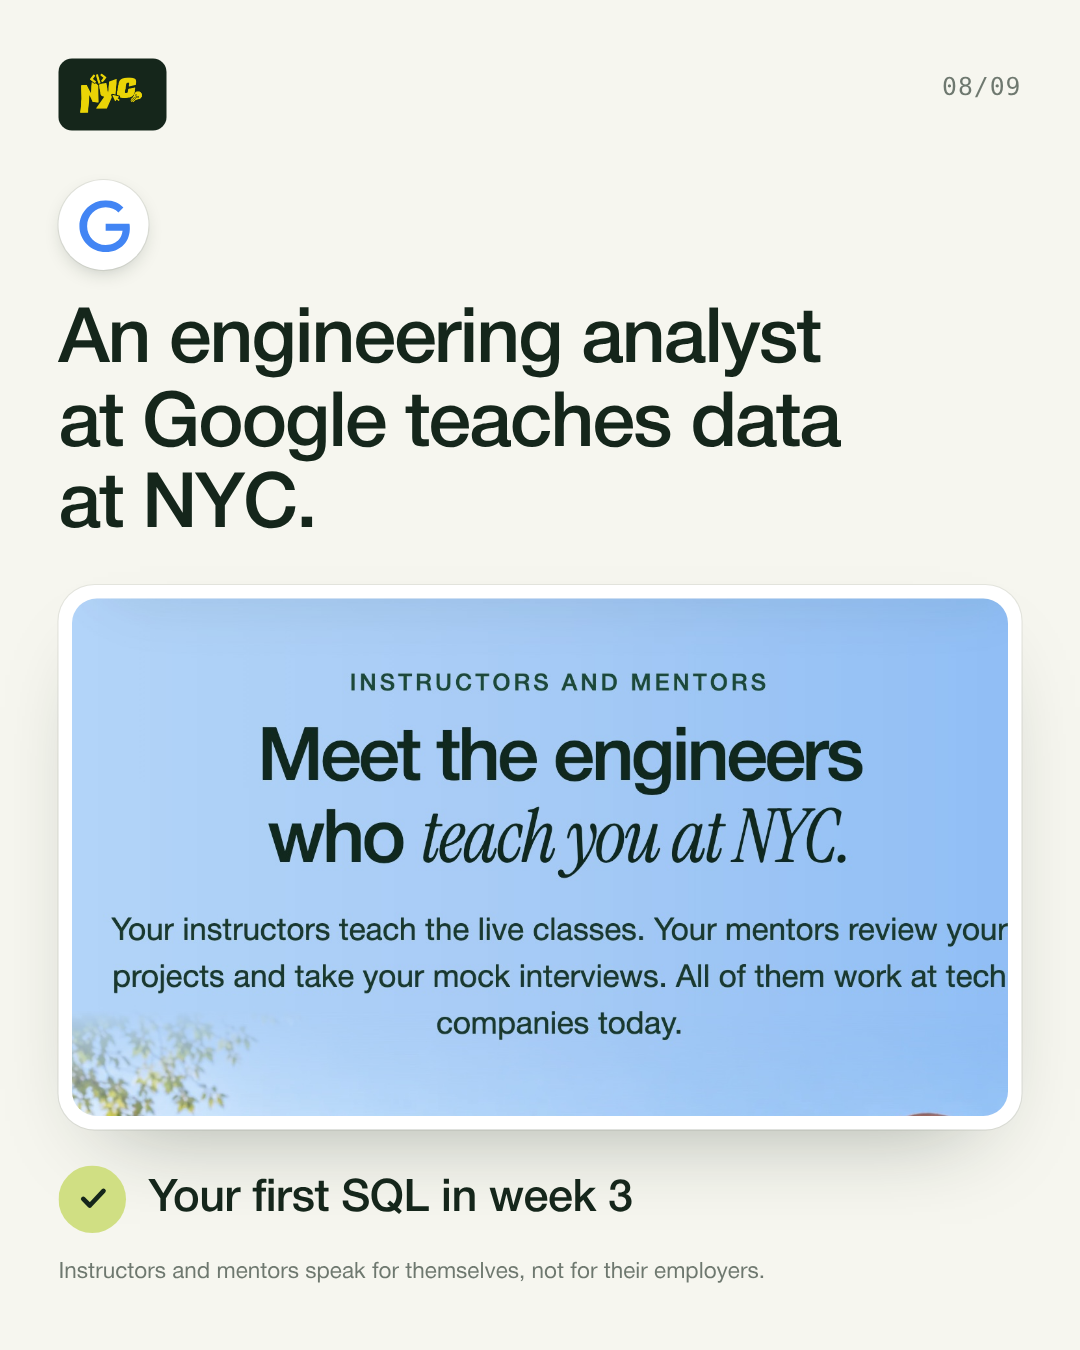 NYC
08/09
G
An engineering analyst
at Google teaches data
at NYC.
INSTRUCTORS AND MENTORS
Meet the engineers
who teach you at NYC.
Your instructors teach the live classes. Your mentors review your
projects and take your mock interviews. All of them work at tech
companies today.
Your first SQL in week 3
Instructors and mentors speak for themselves, not for their employers.